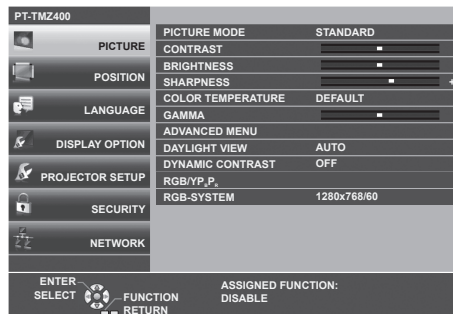 PT-TMZ400
PICTURE
POSITION
LANGUAGE
DISPLAY OPTION
PROJECTOR SETUP
SECURITY
NETWORK
PICTURE MODE STANDARD
CONTRAST
BRIGHTNESS
SHARPNESS +
COLOR TEMPERATURE DEFAULT
GAMMA
ADVANCED MENU
DAYLIGHT VIEW AUTO
DYNAMIC CONTRAST OFF
RGB/YPBPR
RGB-SYSTEM 1280x768/60
ENTER
SELECT
FUNCTION
RETURN
ASSIGNED FUNCTION:
DISABLE